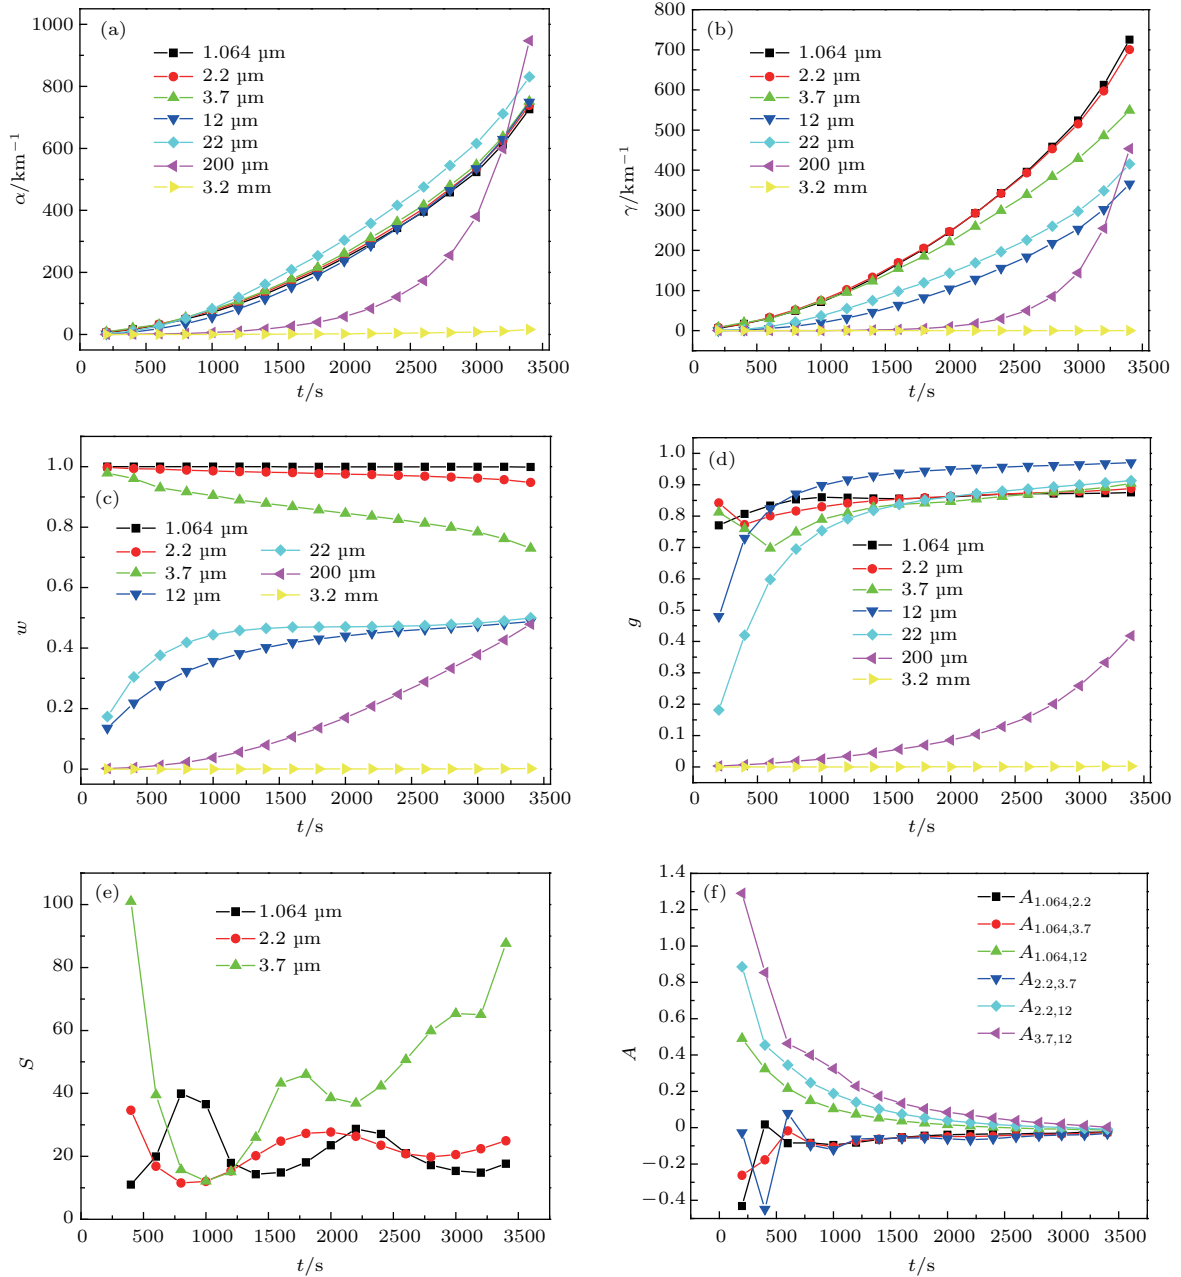 (a)
1.064 µm
2.2 µm
3.7 µm
12 µm
22 µm
200 µm
3.2 mm
α/km⁻¹
1000
800
600
400
200
0
0 500 1000 1500 2000 2500 3000 3500
t/s
(b)
1.064 µm
2.2 µm
3.7 µm
12 µm
22 µm
200 µm
3.2 mm
γ/km⁻¹
700
600
500
400
300
200
100
0
0 500 1000 1500 2000 2500 3000 3500
t/s
(c)
1.064 µm
2.2 µm 22 µm
3.7 µm 200 µm
12 µm 3.2 mm
w
1.0
0.8
0.6
0.4
0.2
0
0 500 1000 1500 2000 2500 3000 3500
t/s
(d)
1.064 µm
2.2 µm
3.7 µm
12 µm
22 µm
200 µm
3.2 mm
g
1.0
0.9
0.8
0.7
0.6
0.5
0.4
0.3
0.2
0.1
0
0 500 1000 1500 2000 2500 3000 3500
t/s
(e)
1.064 µm
2.2 µm
3.7 µm
S
100
80
60
40
20
0
0 500 1000 1500 2000 2500 3000 3500
t/s
(f)
A1.064,2.2
A1.064,3.7
A1.064,12
A2.2,3.7
A2.2,12
A3.7,12
A
1.4
1.2
1.0
0.8
0.6
0.4
0.2
0
−0.2
−0.4
0 500 1000 1500 2000 2500 3000 3500
t/s